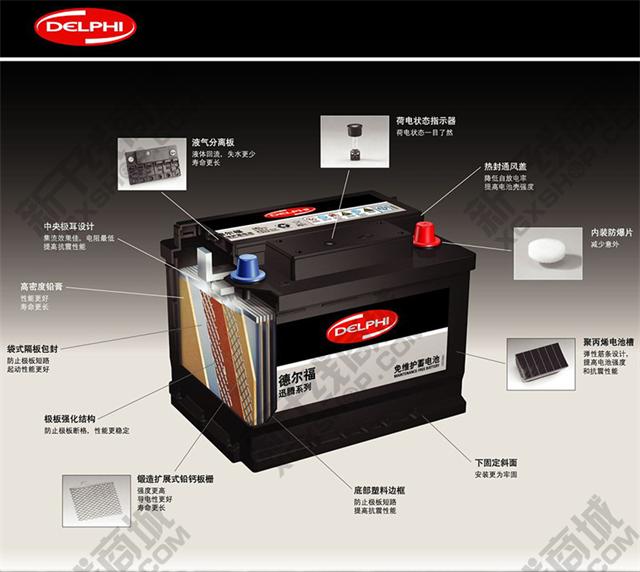 DELPHI
荷电状态指示器
荷电状态一目了然
液气分离板
液体回流，失水更少
寿命更长
热封通风盖
降低自放电率
提高电池壳强度
中央极耳设计
集流效果佳，电阻最低
提高抗震性能
DELPHI
内装防爆片
减少意外
高密度铅膏
性能更好
寿命更长
DELPHI
袋式隔板包封
防止极板短路
起动性能更好
聚丙烯电池槽
弹性筋条设计，
提高电池强度
和抗震性能
免维护蓄电池
MAINTENANCE FREE BATTERY
德尔福
迅腾系列
极板强化结构
防止极板断格，性能更稳定
下固定斜面
安装更为牢固
锻造扩展式铅钙板栅
强度更高
导电性更好
寿命更长
底部塑料边框
防止极板短路
提高抗震性能